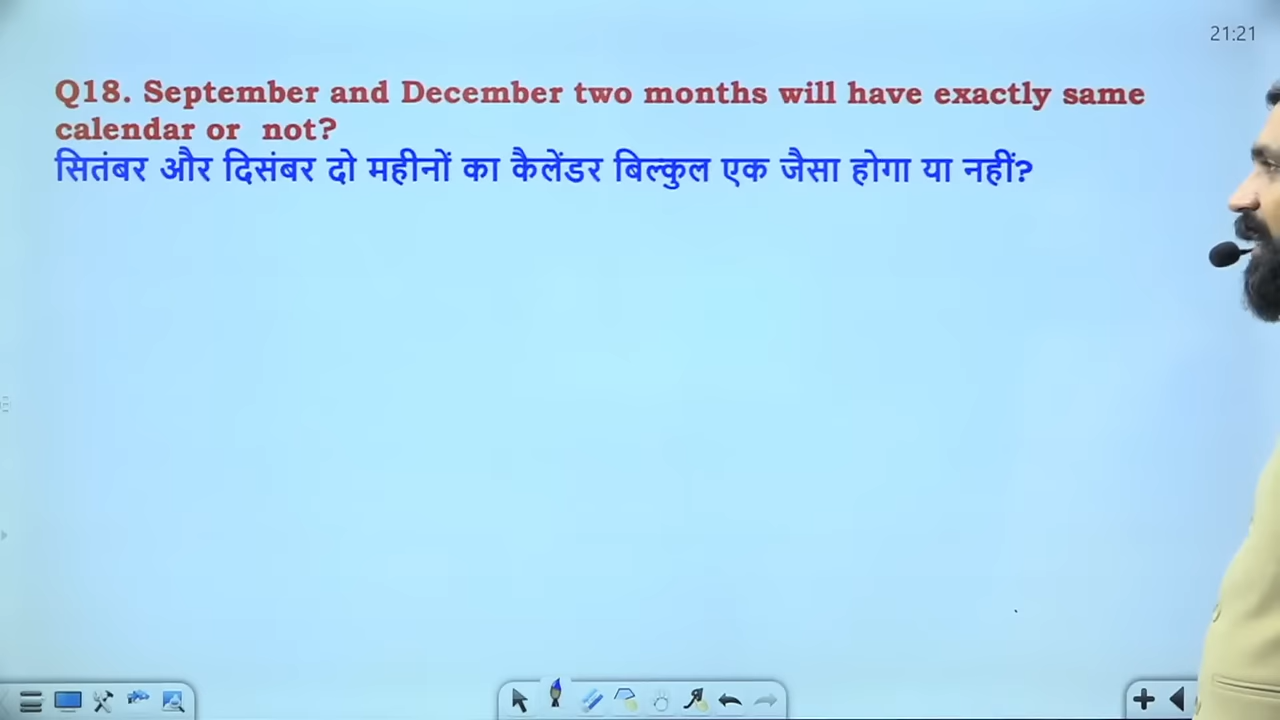 21:21
Q18. September and December two months will have exactly same
calendar or not?
सितंबर और दिसंबर दो महीनों का कैलेंडर बिल्कुल एक जैसा होगा या नहीं?